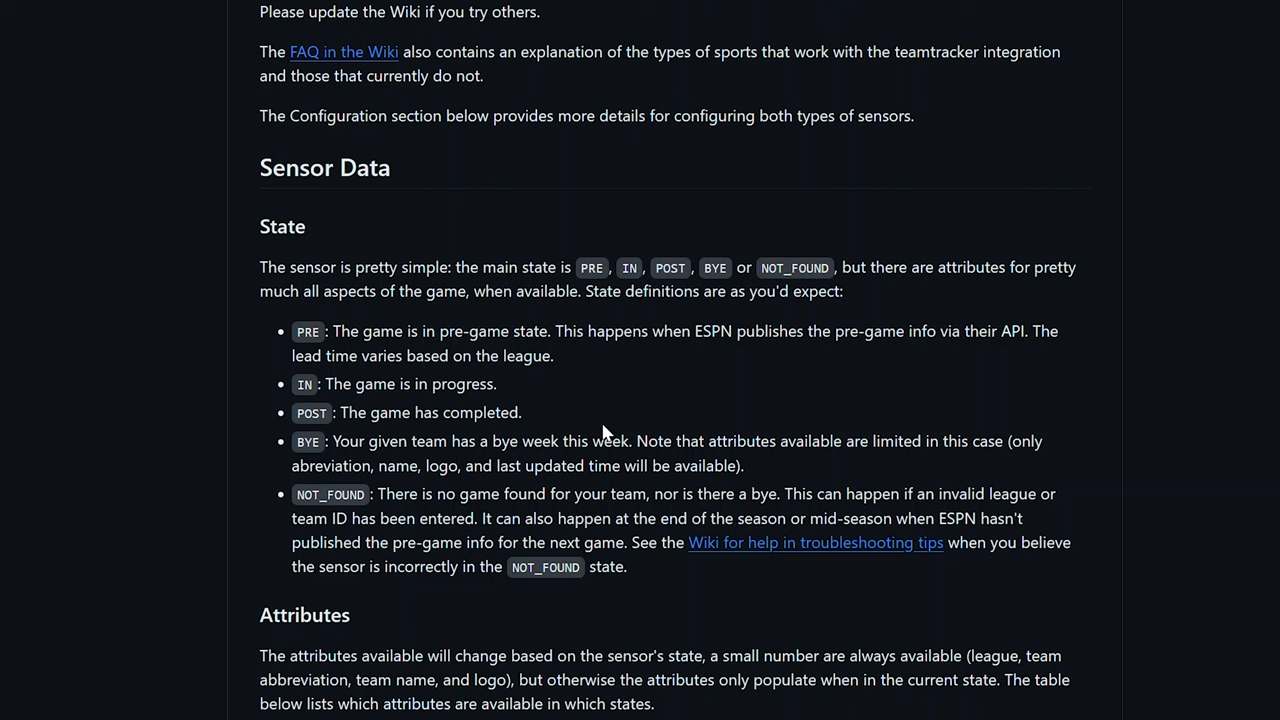 Please update the Wiki if you try others.
The FAQ in the Wiki also contains an explanation of the types of sports that work with the teamtracker integration
and those that currently do not.
The Configuration section below provides more details for configuring both types of sensors.
Sensor Data
State
The sensor is pretty simple: the main state is PRE, IN, POST, BYE or NOT_FOUND, but there are attributes for pretty
much all aspects of the game, when available. State definitions are as you'd expect:
• PRE: The game is in pre-game state. This happens when ESPN publishes the pre-game info via their API. The
lead time varies based on the league.
• IN: The game is in progress.
• POST: The game has completed.
• BYE: Your given team has a bye week this week. Note that attributes available are limited in this case (only
abreviation, name, logo, and last updated time will be available).
• NOT_FOUND: There is no game found for your team, nor is there a bye. This can happen if an invalid league or
team ID has been entered. It can also happen at the end of the season or mid-season when ESPN hasn't
published the pre-game info for the next game. See the Wiki for help in troubleshooting tips when you believe
the sensor is incorrectly in the NOT_FOUND state.
Attributes
The attributes available will change based on the sensor's state, a small number are always available (league, team
abbreviation, team name, and logo), but otherwise the attributes only populate when in the current state. The table
below lists which attributes are available in which states.